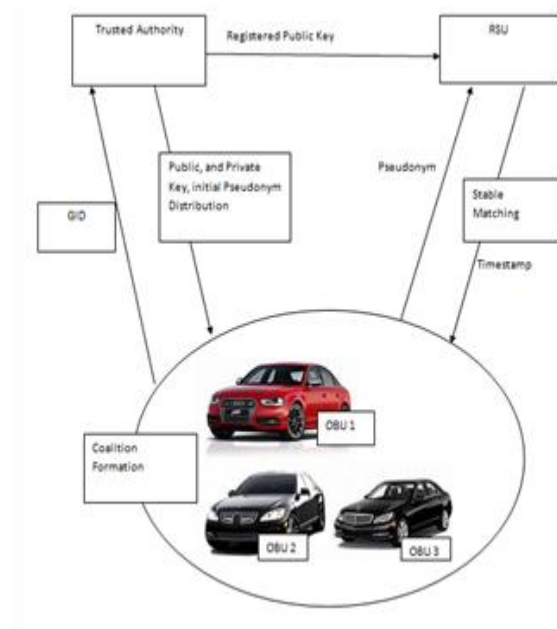 Trusted Authority
Registered Public Key
RSU
Public, and Private
Key, initial Pseudonym
Distribution
Pseudonym
Stable
Matching
GID
Timestamp
OBU 1
Coalition
Formation
OBU 2
OBU 3